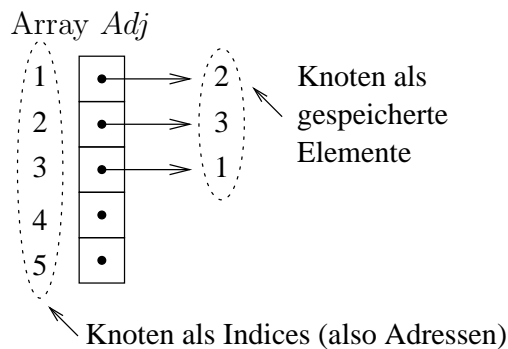 Array Adj
1
2
3
4
5
2
3
1
Knoten als
gespeicherte
Elemente
Knoten als Indices (also Adressen)